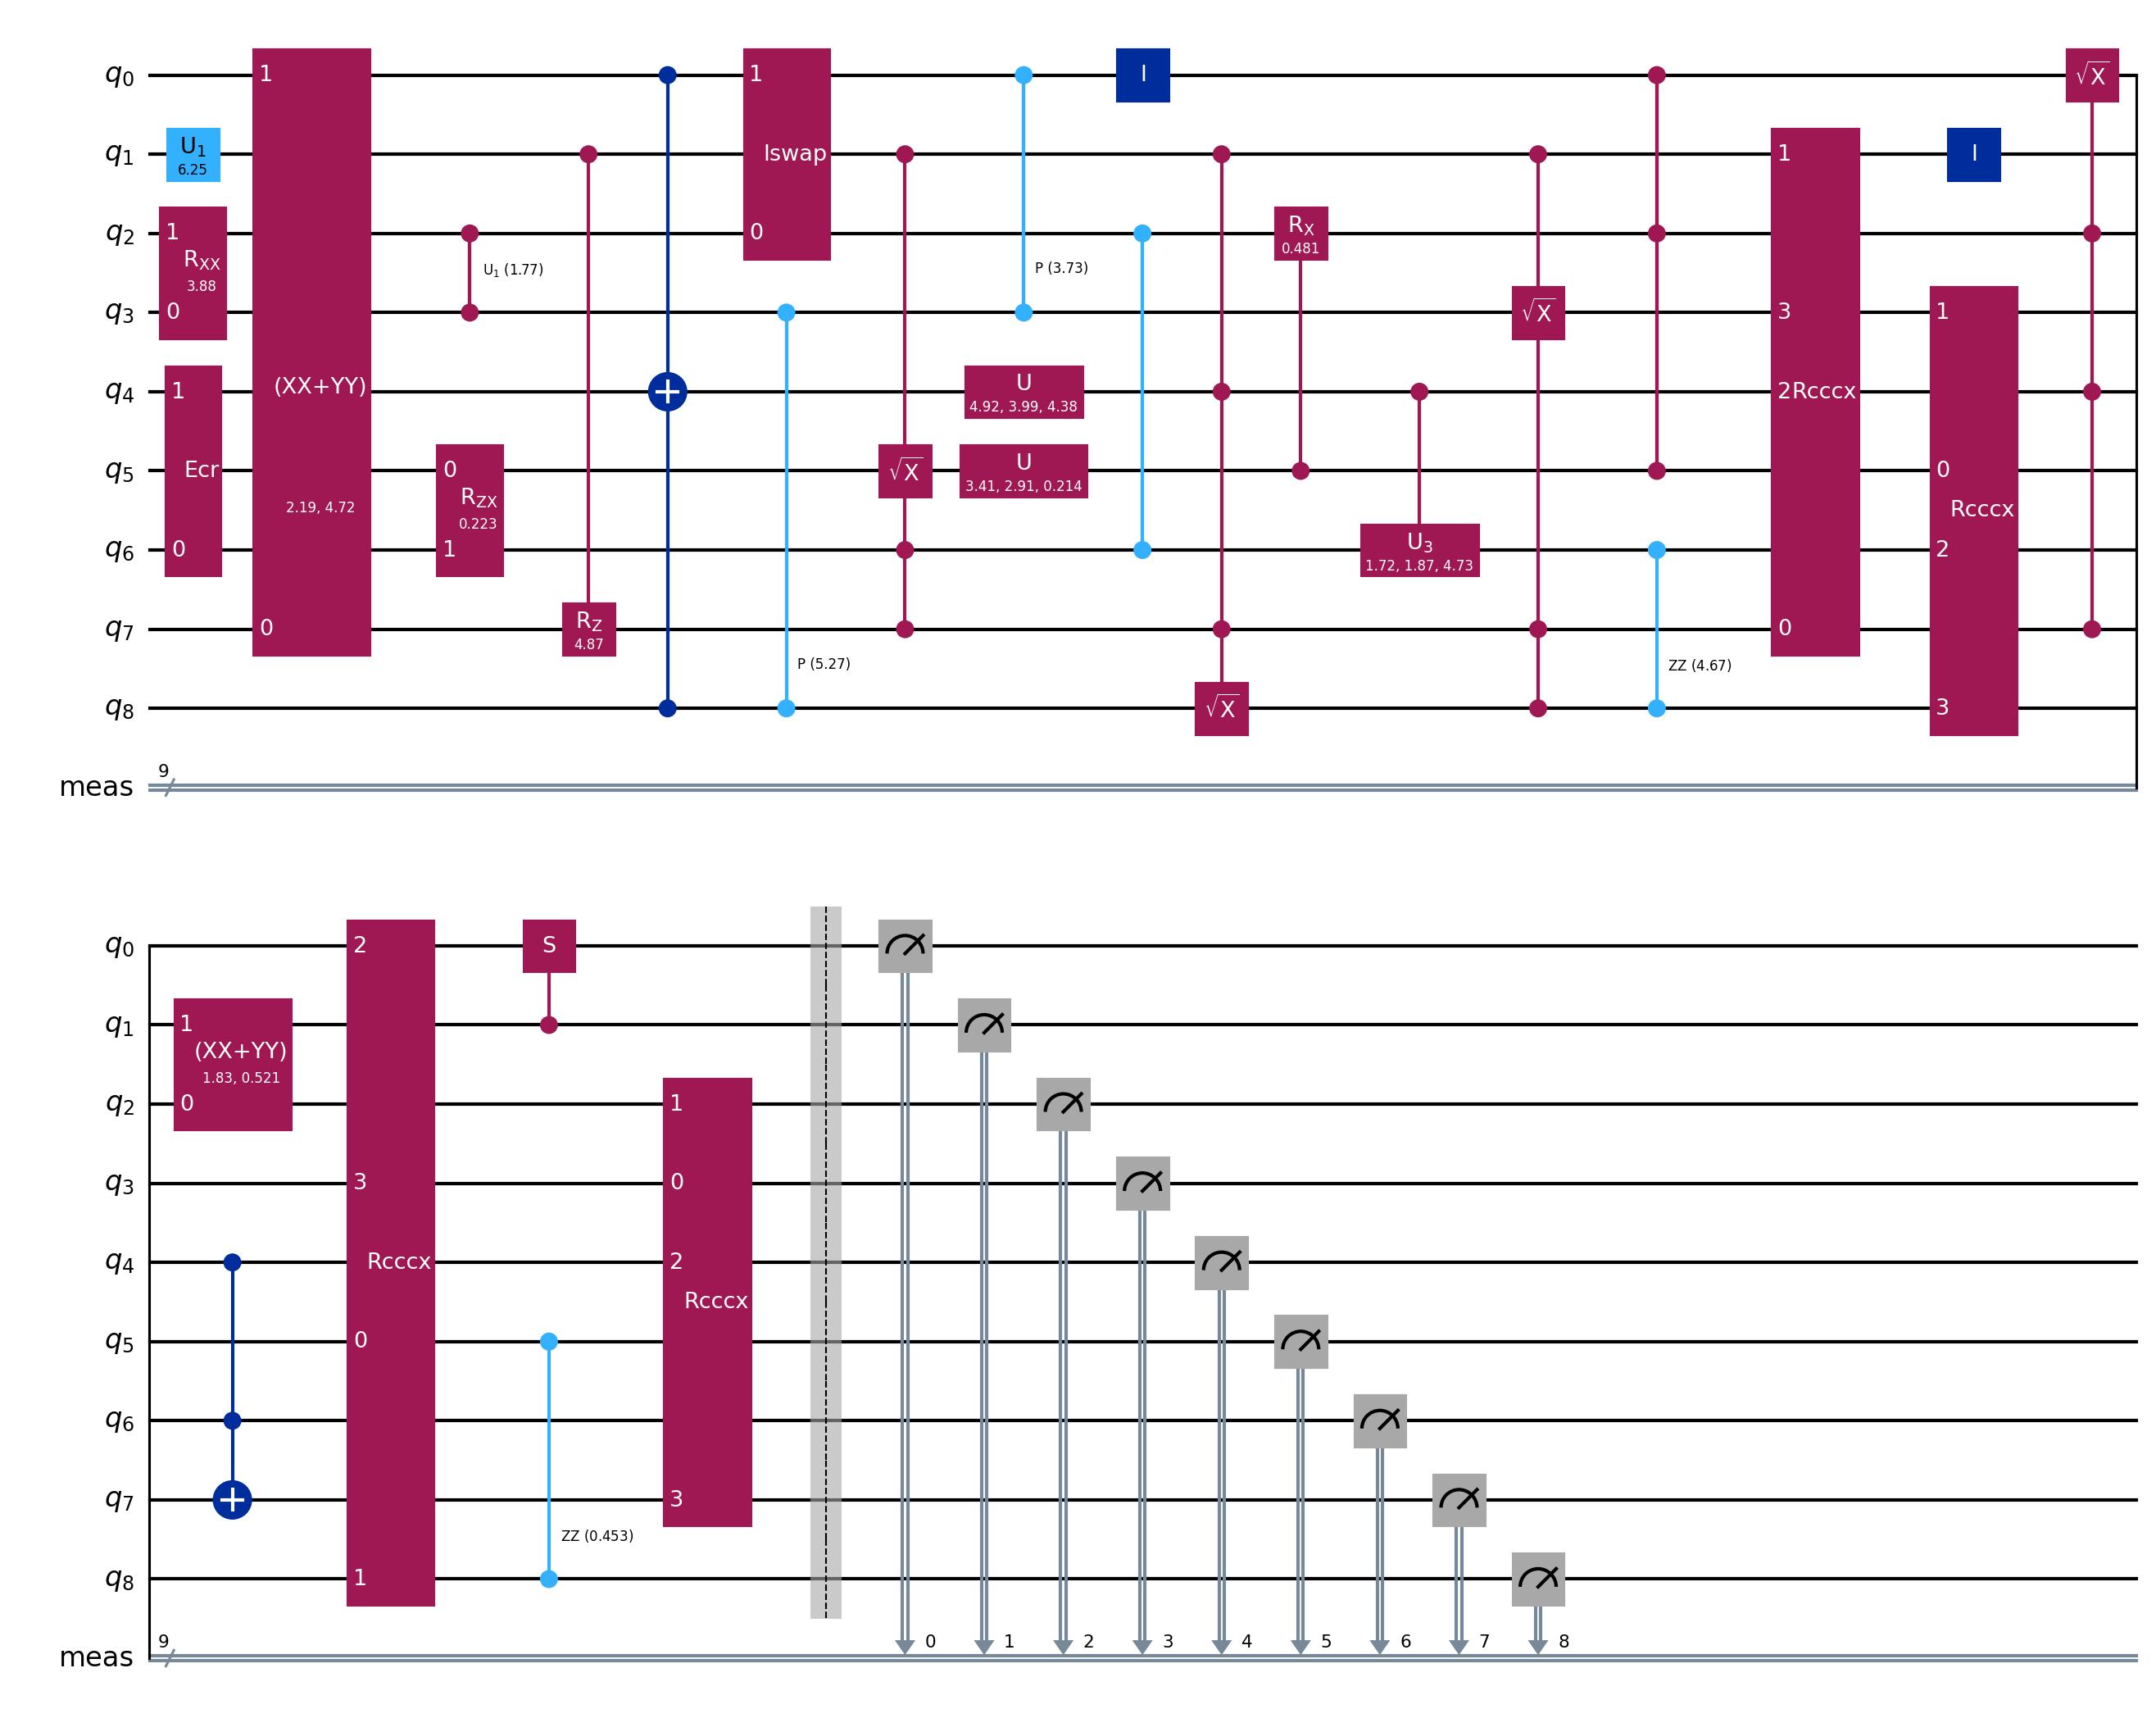 q0 1 1 I √X
q1 U1 6.25 Iswap 1 I
q2 1 RXX 3.88 U1 (1.77) 0 P (3.73) RX 0.481
q3 0 √X 3 1
q4 1 (XX+YY) U 4.92, 3.99, 4.38 2 Rcccx
q5 Ecr 2.19, 4.72 0 RZX 0.223 √X U 3.41, 2.91, 0.214 0 Rcccx
q6 0 1 U3 1.72, 1.87, 4.73 2
q7 0 RZ 4.87 P (5.27) ZZ (4.67) 0
q8 √X 3
meas 9
q0 2 S
q1 1 (XX+YY) 1.83, 0.521
q2 0 1
q3 3 0
q4 Rcccx 2 Rcccx
q5 0
q6
q7 3 ZZ (0.453)
q8 1
meas 9 0 1 2 3 4 5 6 7 8